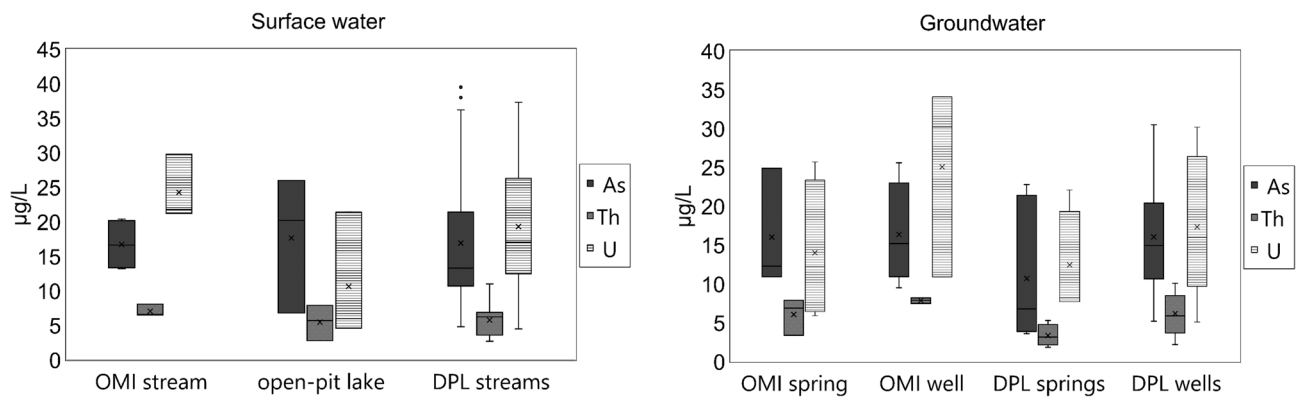 Surface water
45
40
35
30
25
20
15
10
5
0
µg/L
OMI stream open-pit lake DPL streams
As
Th
U
Groundwater
40
35
30
25
20
15
10
5
0
µg/L
OMI spring OMI well DPL springs DPL wells
As
Th
U